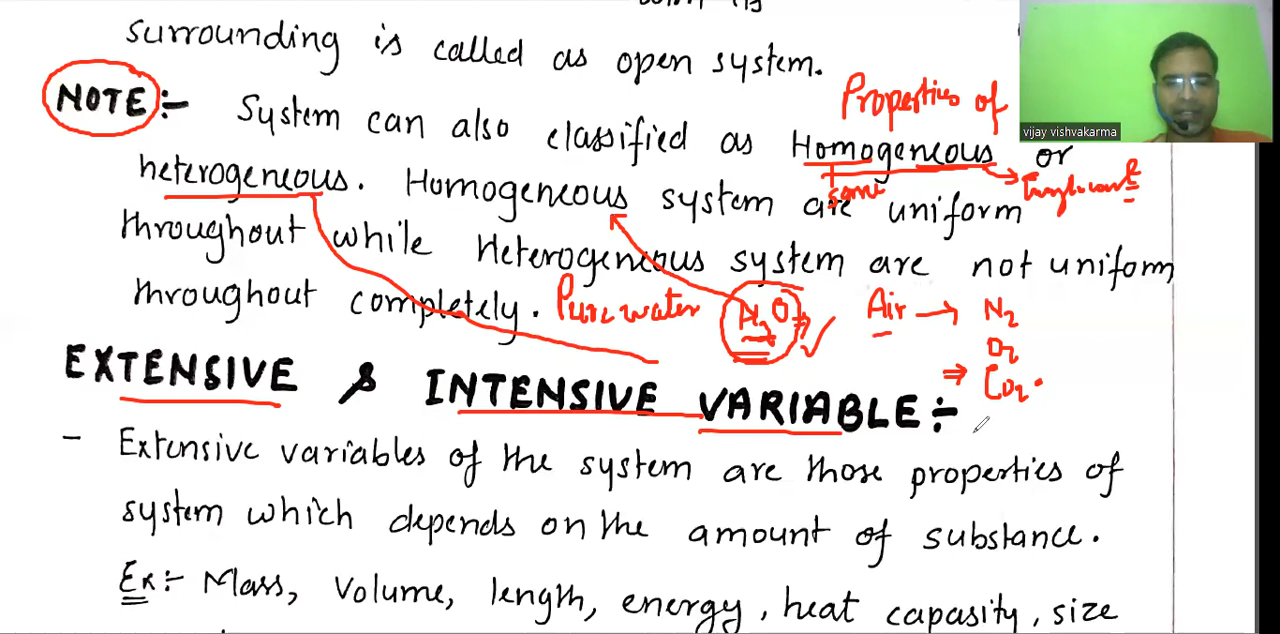 surrounding is called as open system.
Properties of
NOTE:- System can also classified as Homogeneous or
same
heterogeneous. Homogeneous system are uniform
throughout while Heterogeneous system are not uniform
throughout completely. Pure water H2O Air → N2
O2
⇒ CO2.
EXTENSIVE & INTENSIVE VARIABLE:-
- Extensive variables of the system are those properties of
system which depends on the amount of substance.
Ex:- Mass, volume, length, energy, heat capasity, size
vijay vishvakarma